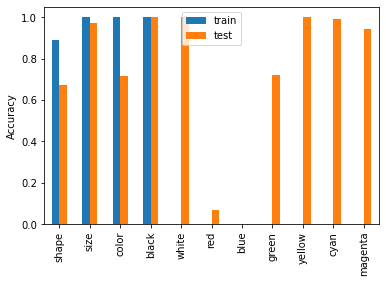 train
test
Accuracy
1.0
0.8
0.6
0.4
0.2
0.0
shape
size
color
black
white
red
blue
green
yellow
cyan
magenta